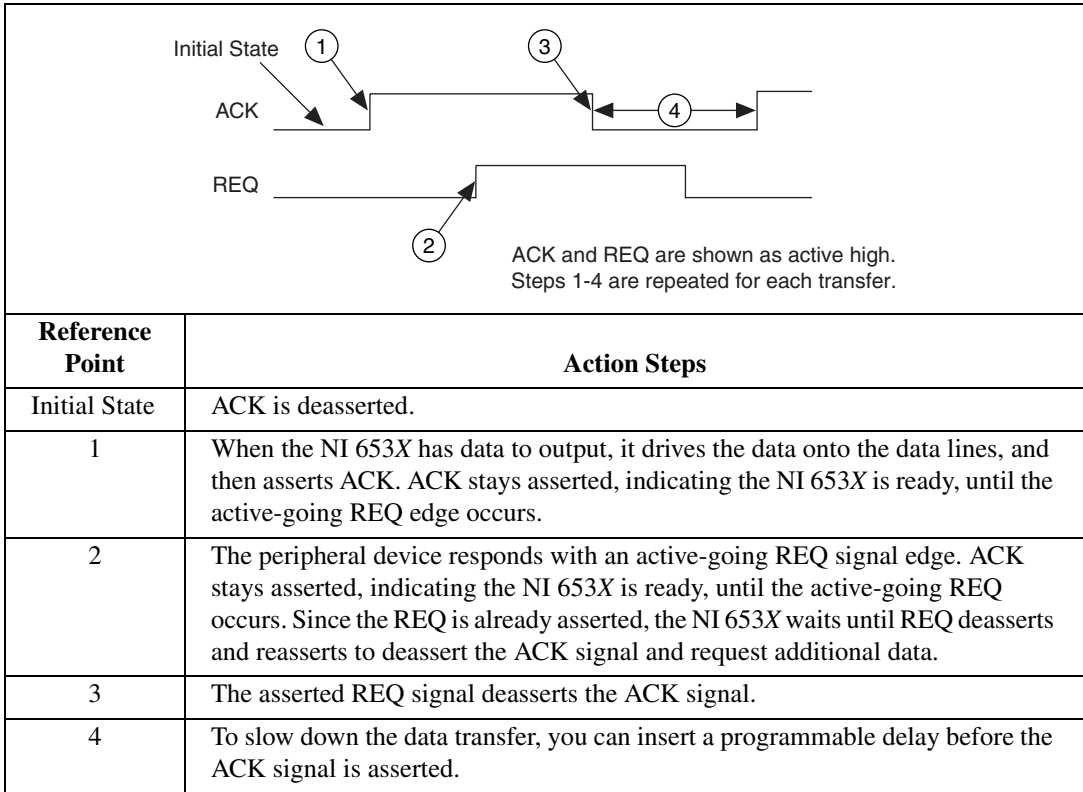 Initial State
1
3
ACK
4
REQ
2
ACK and REQ are shown as active high.
Steps 1-4 are repeated for each transfer.
Reference Point
Action Steps
Initial State
ACK is deasserted.
1
When the NI 653X has data to output, it drives the data onto the data lines, and
then asserts ACK. ACK stays asserted, indicating the NI 653X is ready, until the
active-going REQ edge occurs.
2
The peripheral device responds with an active-going REQ signal edge. ACK
stays asserted, indicating the NI 653X is ready, until the active-going REQ
occurs. Since the REQ is already asserted, the NI 653X waits until REQ deasserts
and reasserts to deassert the ACK signal and request additional data.
3
The asserted REQ signal deasserts the ACK signal.
4
To slow down the data transfer, you can insert a programmable delay before the
ACK signal is asserted.